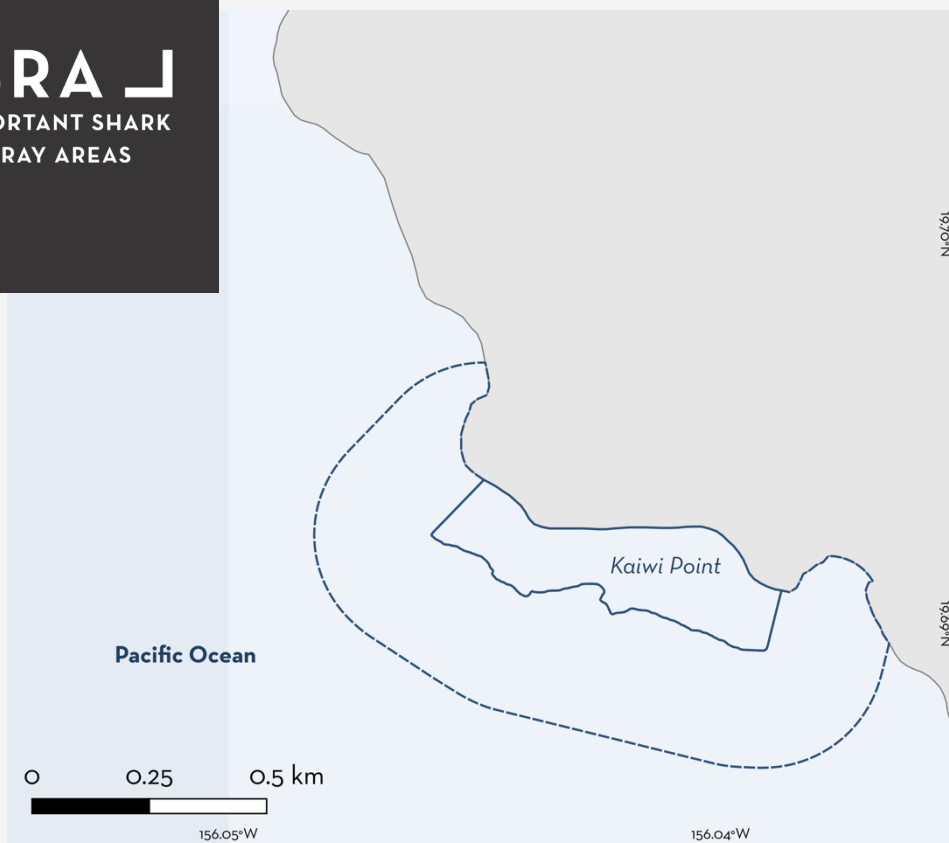 RA
ORTANT SHARK
RAY AREAS
19.70°N
Kaiwi Point
19.69°N
Pacific Ocean
0 0.25 0.5 km
156.05°W 156.04°W